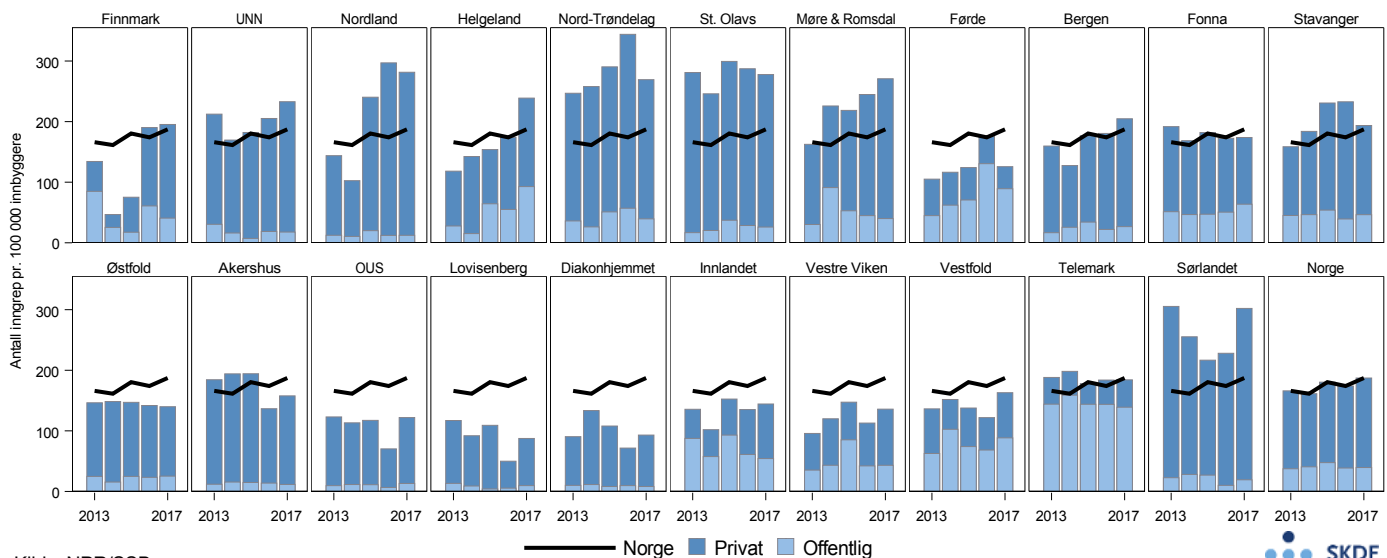 Finnmark UNN Nordland Helgeland Nord-Trøndelag St. Olavs Møre & Romsdal Førde Bergen Fonna Stavanger
300
200
100
0
Østfold Akershus OUS Lovisenberg Diakonhjemmet Innlandet Vestre Viken Vestfold Telemark Sørlandet Norge
300
200
100
0
Antall inngrep pr. 100 000 innbyggere
2013 2017 2013 2017 2013 2017 2013 2017 2013 2017 2013 2017 2013 2017 2013 2017 2013 2017 2013 2017 2013 2017
Norge Privat Offentlig
SKDE